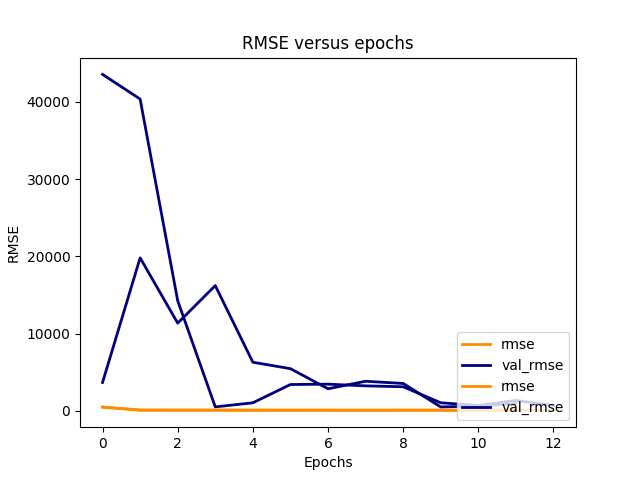 RMSE versus epochs
40000
30000
20000
10000
0
RMSE
0 2 4 6 8 10 12
Epochs
rmse
val_rmse
rmse
val_rmse